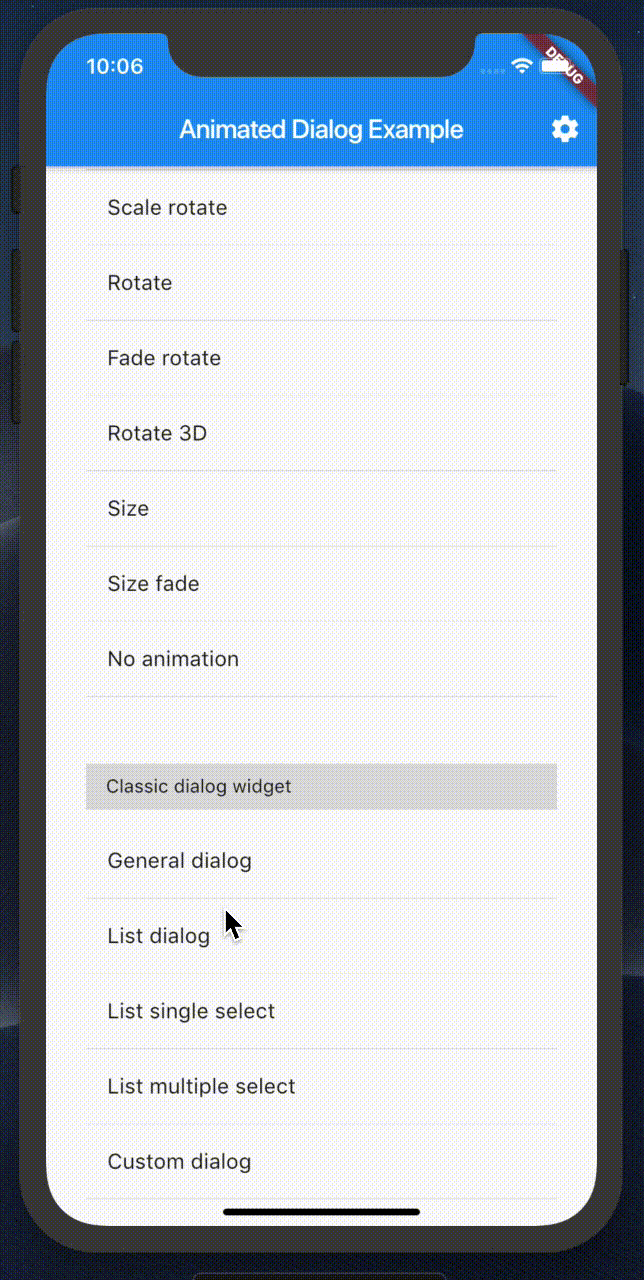 10:06
DEBUG
Animated Dialog Example
Scale rotate
Rotate
Fade rotate
Rotate 3D
Size
Size fade
No animation
Classic dialog widget
General dialog
List dialog
List single select
List multiple select
Custom dialog